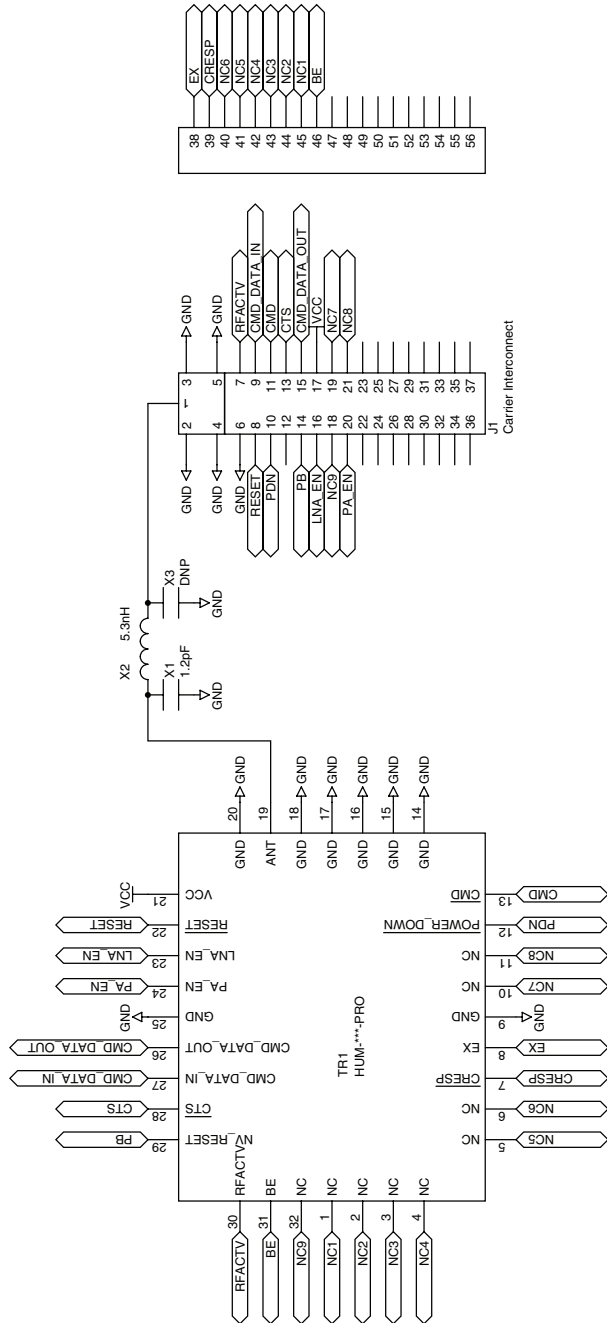 EX 38
CRESP 39
NC6 40
NC5 41
NC4 42
NC3 43
NC2 44
NC1 45
BE 46
47
48
49
50
51
52
53
54
55
56
GND 2
1
3 GND
GND 4
5 GND
GND 6
7 RFACTV
RESET 8
9 CMD_DATA_IN
PDN 10
11 CMD
12
13 CTS
PB 14
15 CMD_DATA_OUT
LNA_EN 16
17 VCC
NC9 18
19 NC7
PA_EN 20
21 NC8
22
23
24
25
26
27
28
29
30
31
32
33
34
35
36
37
J1
Carrier Interconnect
X2
5.3nH
X1
1.2pF
GND
X3
DNP
GND
TR1
HUM-***-PRO
GND 20 GND
ANT 19
GND 18 GND
GND 17 GND
GND 16 GND
GND 15 GND
GND 14 GND
VCC 21 VCC
RESET 22 RESET
LNA_EN 23 LNA_EN
PA_EN 24 PA_EN
GND 25 GND
CMD_DATA_OUT 26 CMD_DATA_OUT
CMD_DATA_IN 27 CMD_DATA_IN
CTS 28 CTS
PB 29 NV_RESET
RFACTV 30 RFACTV
BE 31 BE
NC9 32 NC
NC1 1 NC
NC2 2 NC
NC3 3 NC
NC4 4 NC
NC 5 NC5
NC 6 NC6
CRESP 7 CRESP
EX 8 EX
GND 9 GND
NC 10 NC7
NC 11 NC8
POWER_DOWN 12 PDN
CMD 13 CMD